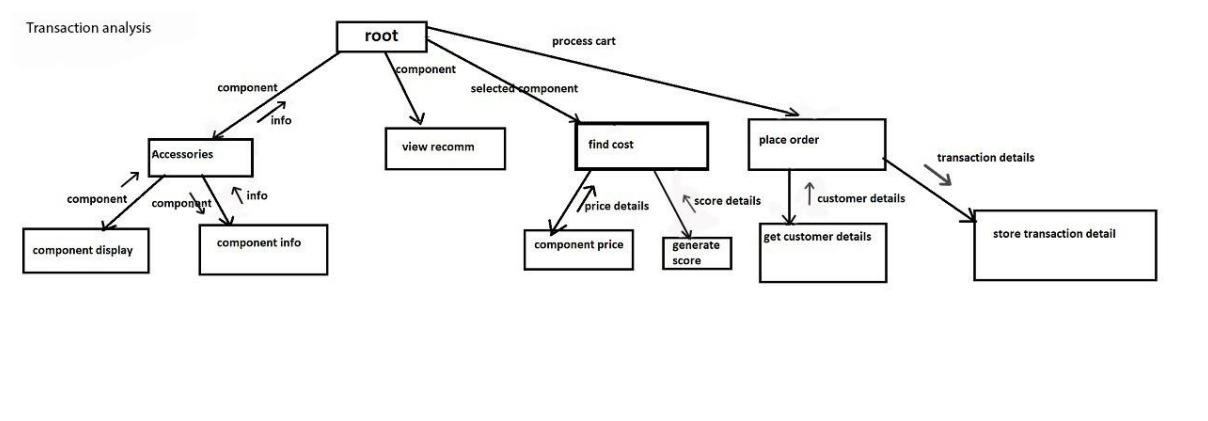 Transaction analysis
root
process cart
component
component
selected component
info
Accessories
view recomm
find cost
place order
transaction details
component
component
info
price details
score details
customer details
component display
component info
component price
generate
score
get customer details
store transaction detail